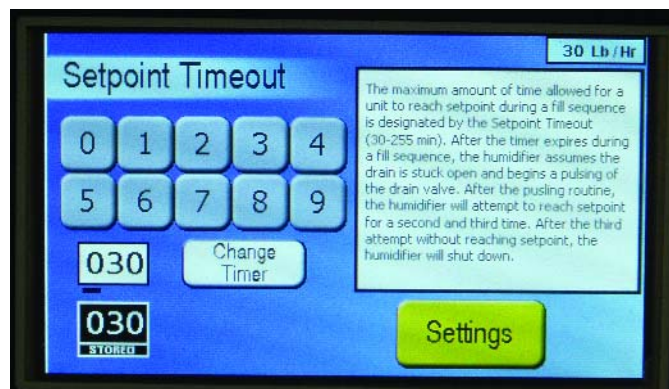 30 Lb/Hr
Setpoint Timeout
The maximum amount of time allowed for a
unit to reach setpoint during a fill sequence
is designated by the Setpoint Timeout
(30-255 min). After the timer expires during
a fill sequence, the humidifier assumes the
drain is stuck open and begins a pulsing of
the drain valve. After the pusling routine,
the humidifier will attempt to reach setpoint
for a second and third time. After the third
attempt without reaching setpoint, the
humidifier will shut down.
0 1 2 3 4
5 6 7 8 9
030
Change
Timer
030
STORED
Settings